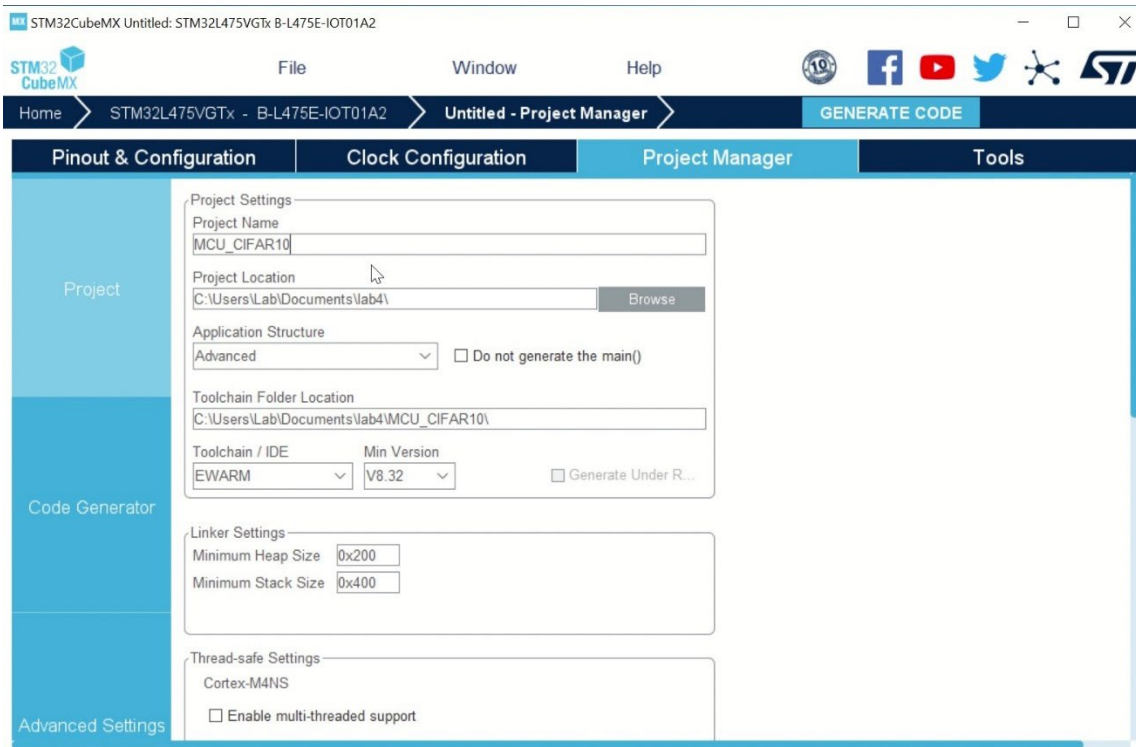 MX STM32CubeMX Untitled: STM32L475VGTx B-L475E-IOT01A2
STM32 CubeMX File Window Help 10 ST
Home STM32L475VGTx - B-L475E-IOT01A2 Untitled - Project Manager GENERATE CODE
Pinout & Configuration Clock Configuration Project Manager Tools
Project
Code Generator
Advanced Settings
Project Settings
Project Name
MCU_CIFAR10
Project Location
C:\Users\Lab\Documents\lab4\ Browse
Application Structure
Advanced Do not generate the main()
Toolchain Folder Location
C:\Users\Lab\Documents\lab4\MCU_CIFAR10\
Toolchain / IDE Min Version
EWARM V8.32 Generate Under R...
Linker Settings
Minimum Heap Size 0x200
Minimum Stack Size 0x400
Thread-safe Settings
Cortex-M4NS
Enable multi-threaded support